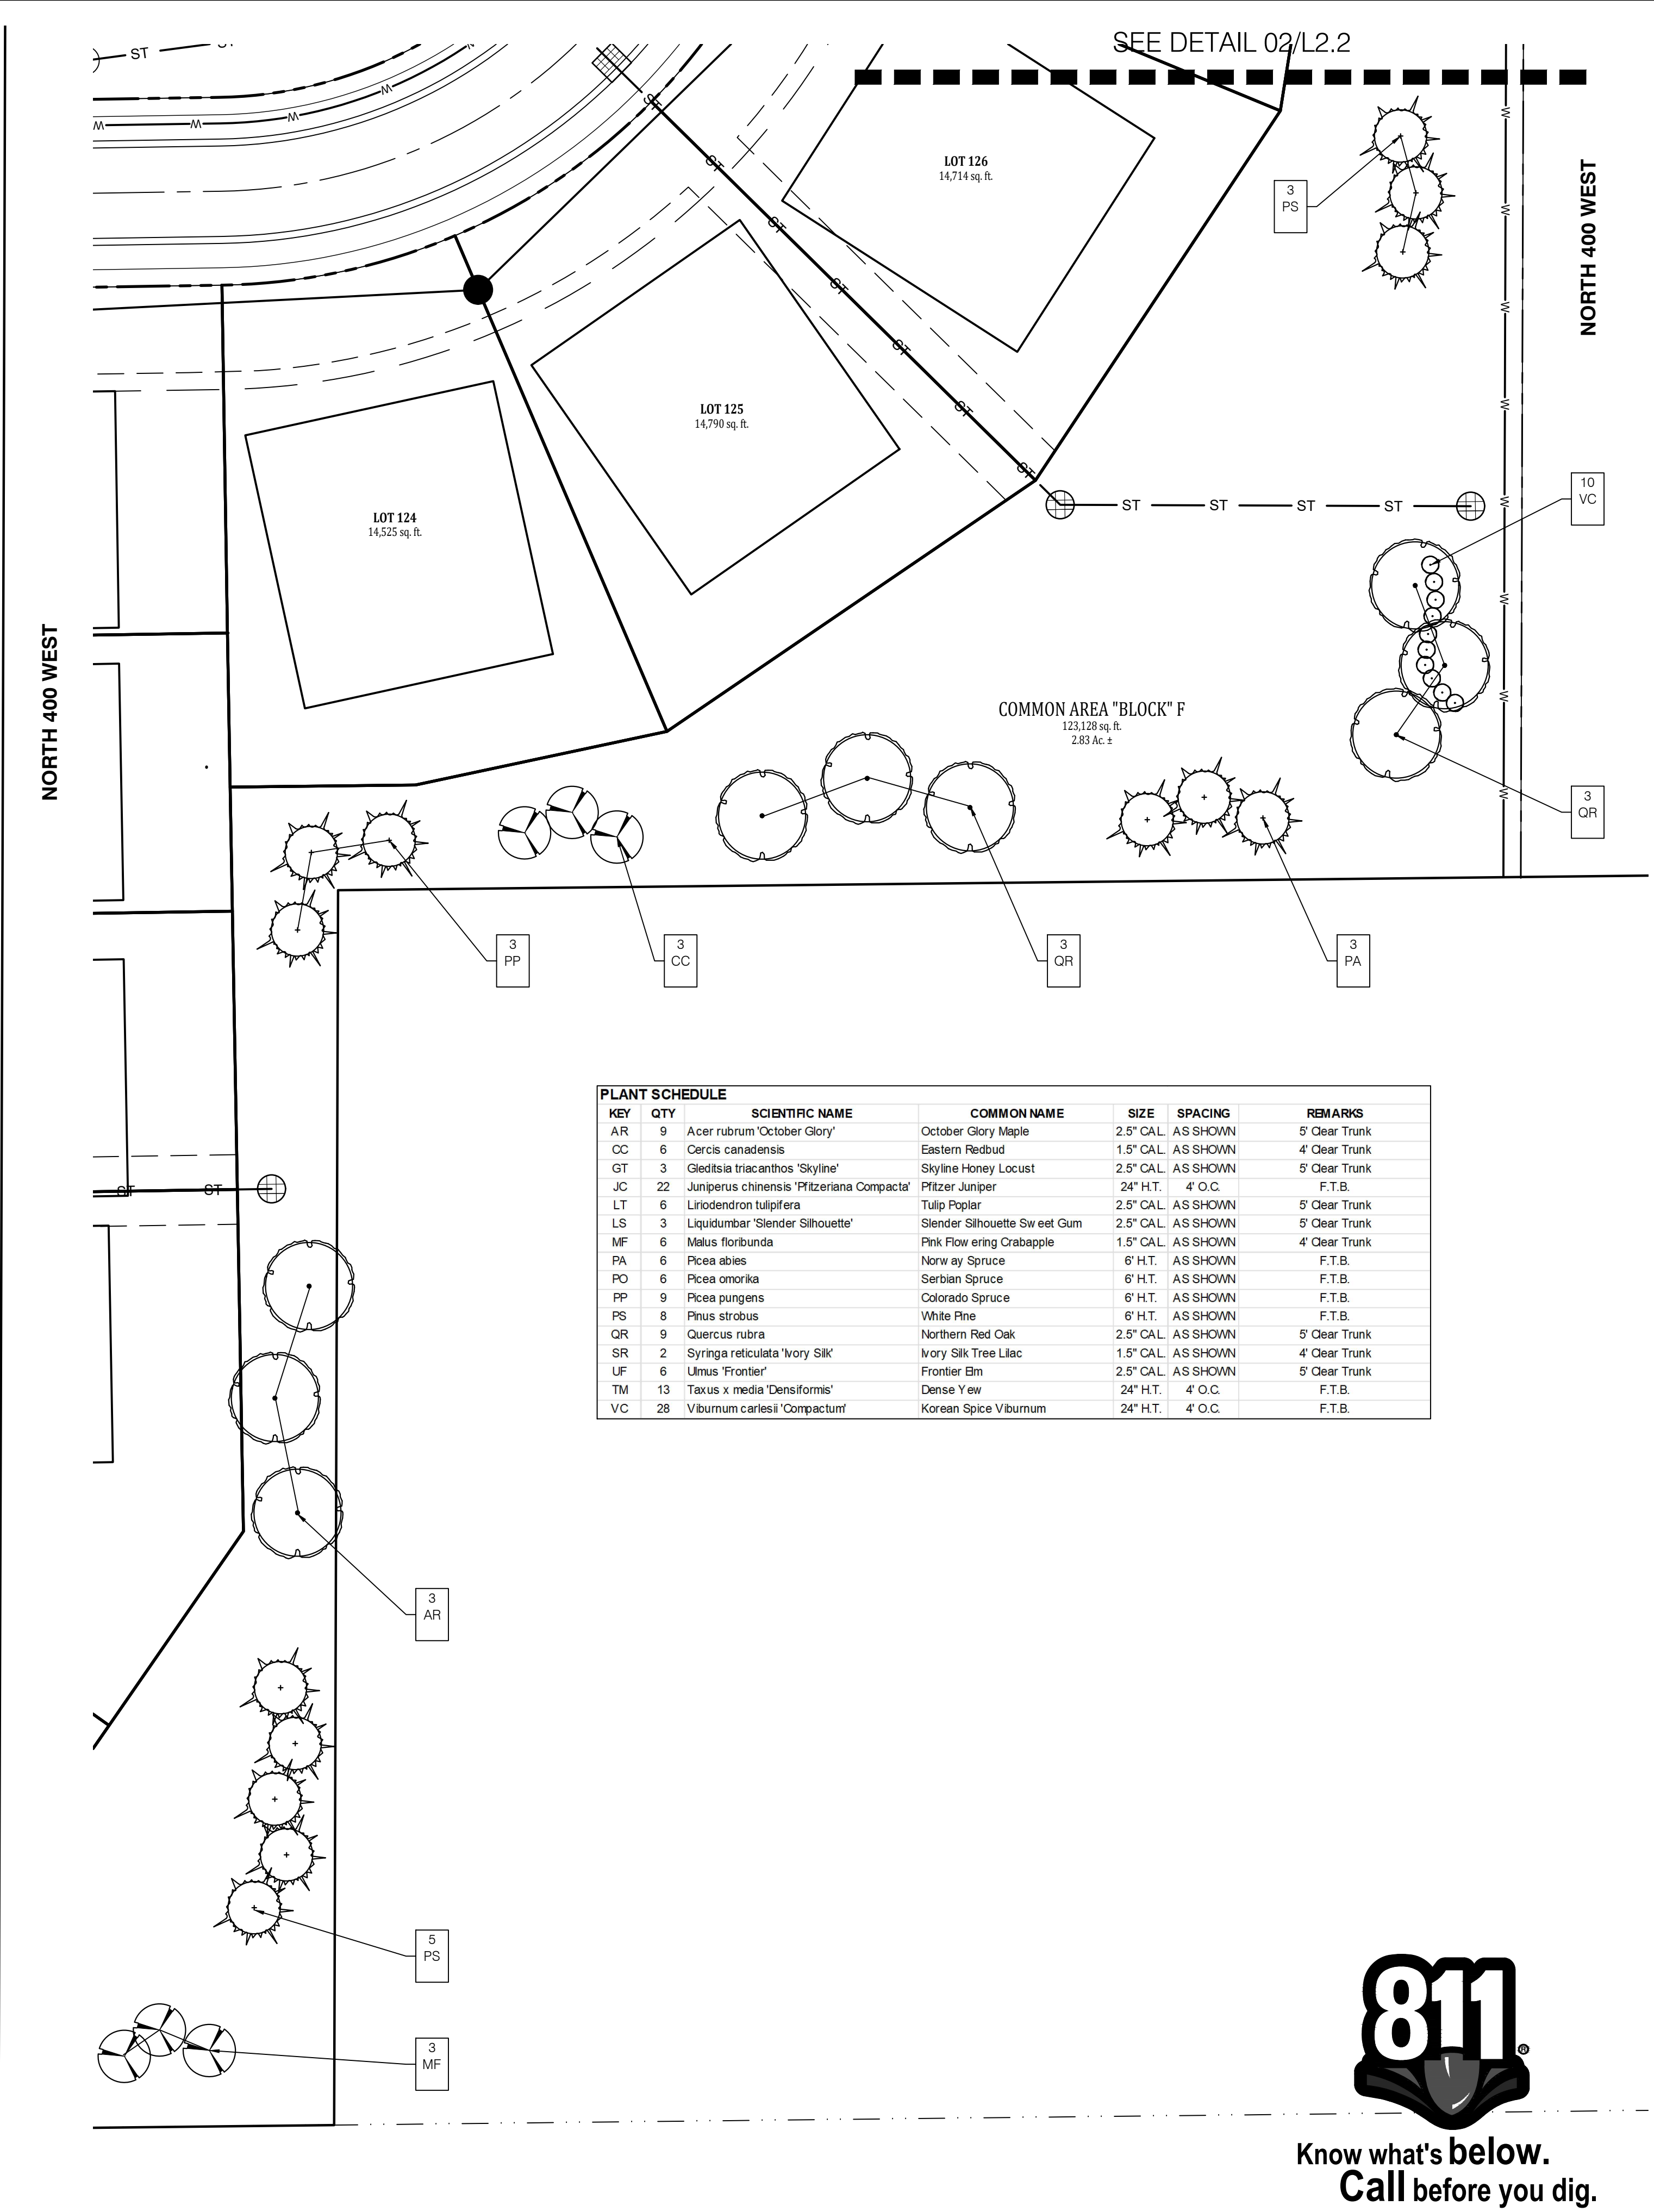 SEE DETAIL 02/L2.2
ST
W
W
W
W
ST
ST
ST
ST
ST
ST
ST
LOT 126
14,714 sq. ft.
3
PS
NORTH 400 WEST
W
W
W
W
W
W
W
W
LOT 125
14,790 sq. ft.
LOT 124
14,525 sq. ft.
ST ST ST ST
10
VC
NORTH 400 WEST
COMMON AREA "BLOCK" F
123,128 sq. ft.
2.83 Ac. ±
3
QR
3
PP
3
CC
3
QR
3
PA
PLANT SCHEDULE
KEY QTY SCIENTIFIC NAME COMMON NAME SIZE SPACING REMARKS
AR 9 Acer rubrum 'October Glory' October Glory Maple 2.5" CAL. AS SHOWN 5' Clear Trunk
CC 6 Cercis canadensis Eastern Redbud 1.5" CAL. AS SHOWN 4' Clear Trunk
GT 3 Gleditsia triacanthos 'Skyline' Skyline Honey Locust 2.5" CAL. AS SHOWN 5' Clear Trunk
JC 22 Juniperus chinensis 'Pfitzeriana Compacta' Pfitzer Juniper 24" H.T. 4' O.C. F.T.B.
LT 6 Liriodendron tulipifera Tulip Poplar 2.5" CAL. AS SHOWN 5' Clear Trunk
LS 3 Liquidumbar 'Slender Silhouette' Slender Silhouette Sweet Gum 2.5" CAL. AS SHOWN 5' Clear Trunk
MF 6 Malus floribunda Pink Flowering Crabapple 1.5" CAL. AS SHOWN 4' Clear Trunk
PA 6 Picea abies Norway Spruce 6' H.T. AS SHOWN F.T.B.
PO 6 Picea omorika Serbian Spruce 6' H.T. AS SHOWN F.T.B.
PP 9 Picea pungens Colorado Spruce 6' H.T. AS SHOWN F.T.B.
PS 8 Pinus strobus White Pine 6' H.T. AS SHOWN F.T.B.
QR 9 Quercus rubra Northern Red Oak 2.5" CAL. AS SHOWN 5' Clear Trunk
SR 2 Syringa reticulata 'Ivory Silk' Ivory Silk Tree Lilac 1.5" CAL. AS SHOWN 4' Clear Trunk
UF 6 Ulmus 'Frontier' Frontier Elm 2.5" CAL. AS SHOWN 5' Clear Trunk
TM 13 Taxus x media 'Densiformis' Dense Yew 24" H.T. 4' O.C. F.T.B.
VC 28 Viburnum carlesii 'Compactum' Korean Spice Viburnum 24" H.T. 4' O.C. F.T.B.
ST ST
3
AR
5
PS
3
MF
811®
Know what's below.
Call before you dig.